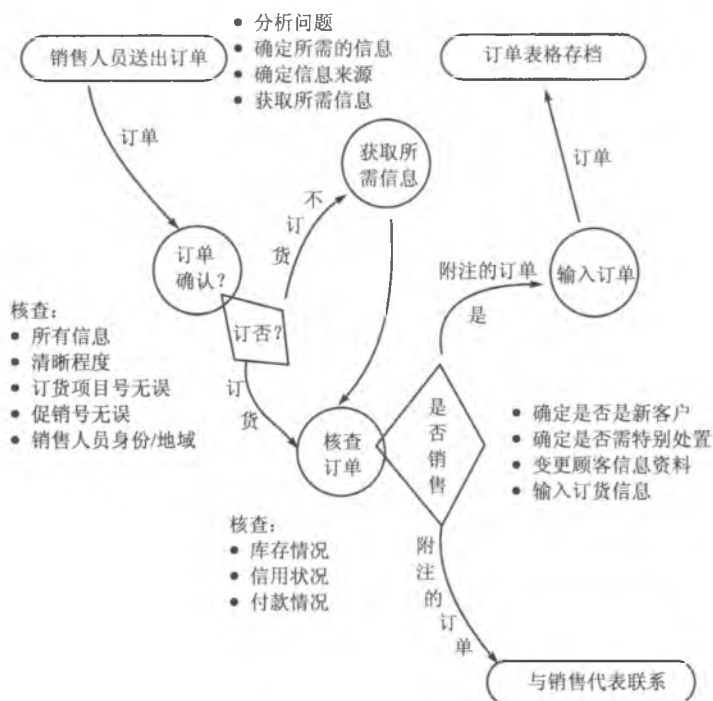 销售人员送出订单
• 分析问题
• 确定所需的信息
• 确定信息来源
• 获取所需信息
订单表格存档
订单
获取所
需信息
订单
不订货
订单
确认?
附注的订单
是
输入订单
核查:
• 所有信息
• 清晰程度
• 订货项目号无误
• 促销号无误
• 销售人员身份/地域
订否?
订货
核查
订单
是否销售
• 确定是否是新客户
• 确定是否需特别处置
• 变更顾客信息资料
• 输入订货信息
核查:
• 库存情况
• 信用状况
• 付款情况
附注的订单
与销售代表联系